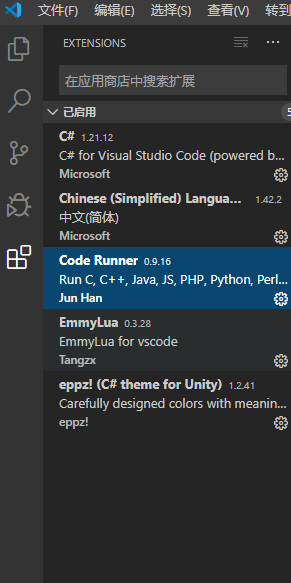 文件(F) 编辑(E) 选择(S) 查看(V) 转到
EXTENSIONS
在应用商店中搜索扩展
已启用
C# 1.21.12
C# for Visual Studio Code (powered b...
Microsoft
Chinese (Simplified) Langua... 1.42.2
中文(简体)
Microsoft
Code Runner 0.9.16
Run C, C++, Java, JS, PHP, Python, Perl...
Jun Han
EmmyLua 0.3.28
EmmyLua for vscode
Tangzx
eppz! (C# theme for Unity) 1.2.41
Carefully designed colors with meanin...
eppz!